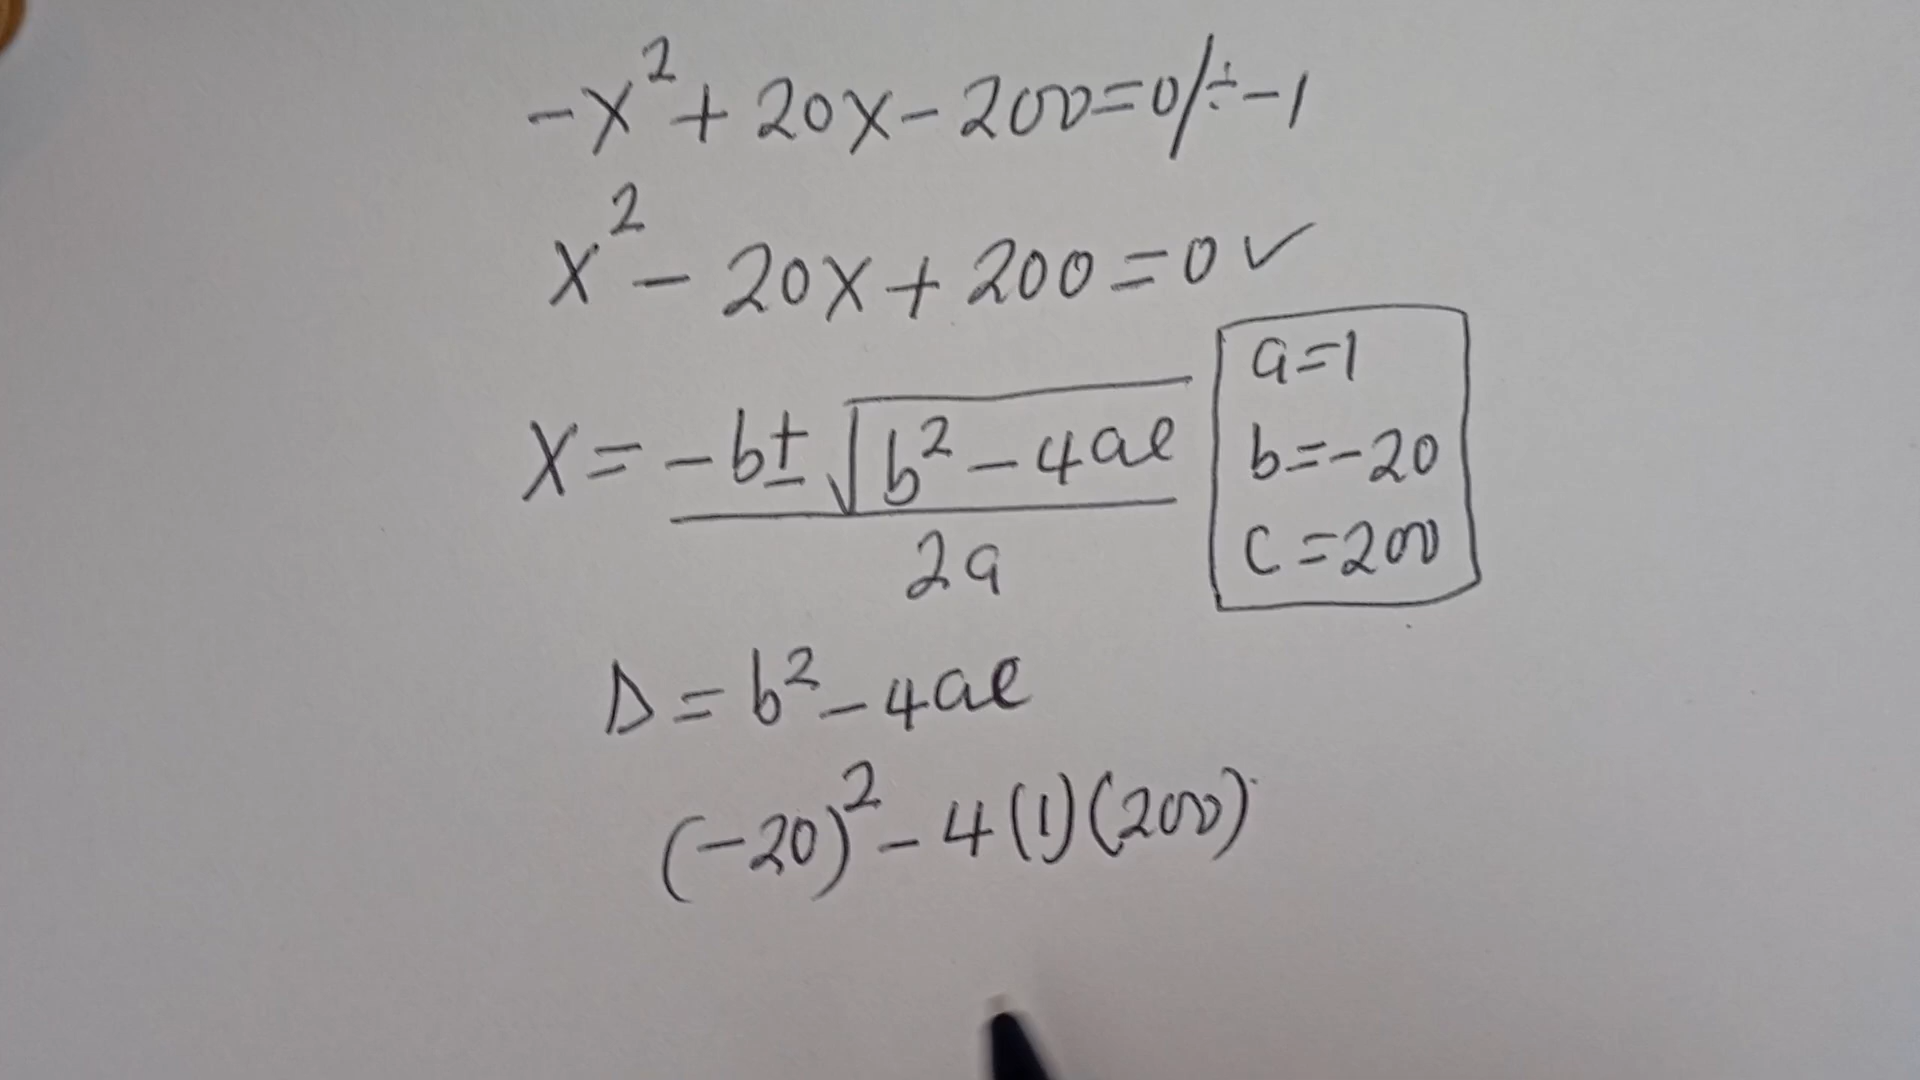 -x² + 20x - 200 = 0 / ÷ -1
x² - 20x + 200 = 0 ✓
x = -b ± √b² - 4ac
2a
a = 1
b = -20
c = 200
D = b² - 4ac
(-20)² - 4(1)(200)